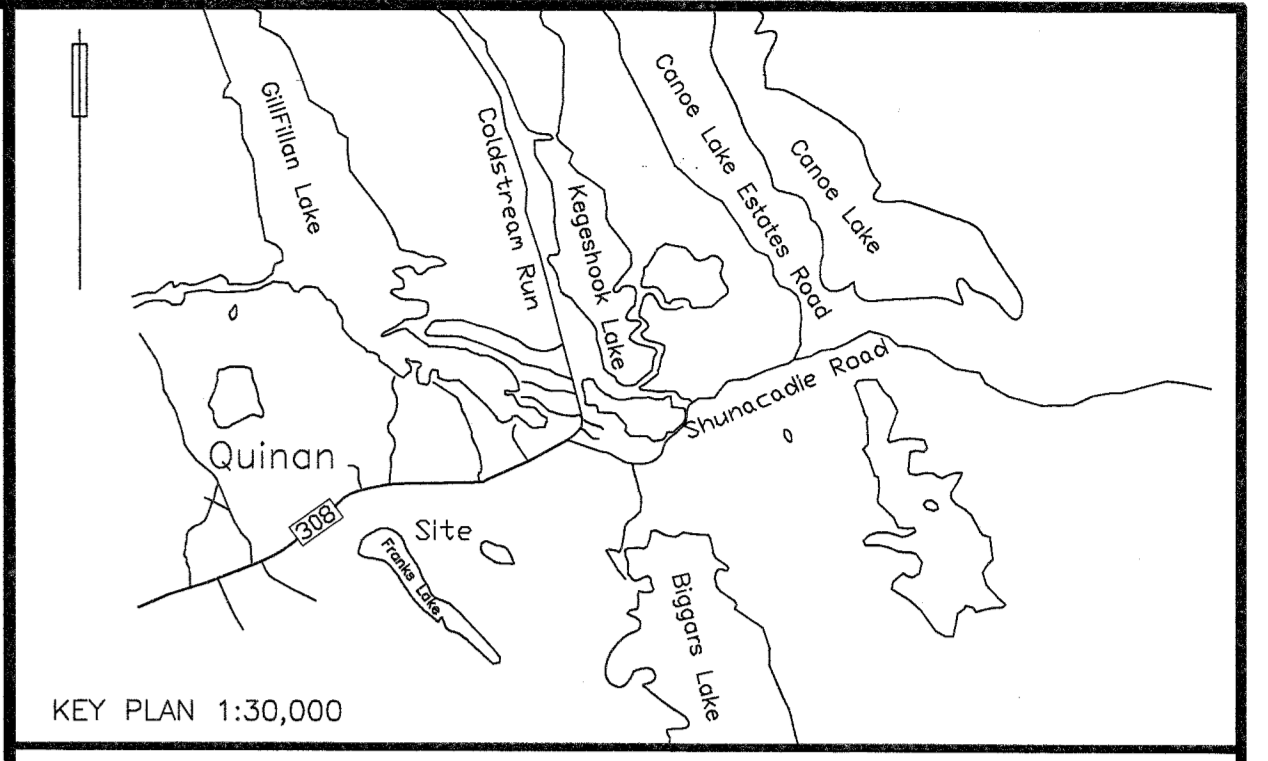 GillFillan Lake
Coldstream Run
Kegeshook Lake
Canoe Lake Estates Road
Canoe Lake
Shunacadie Road
Quinan
308
Site
Franks Lake
Biggars Lake
KEY PLAN 1:30,000